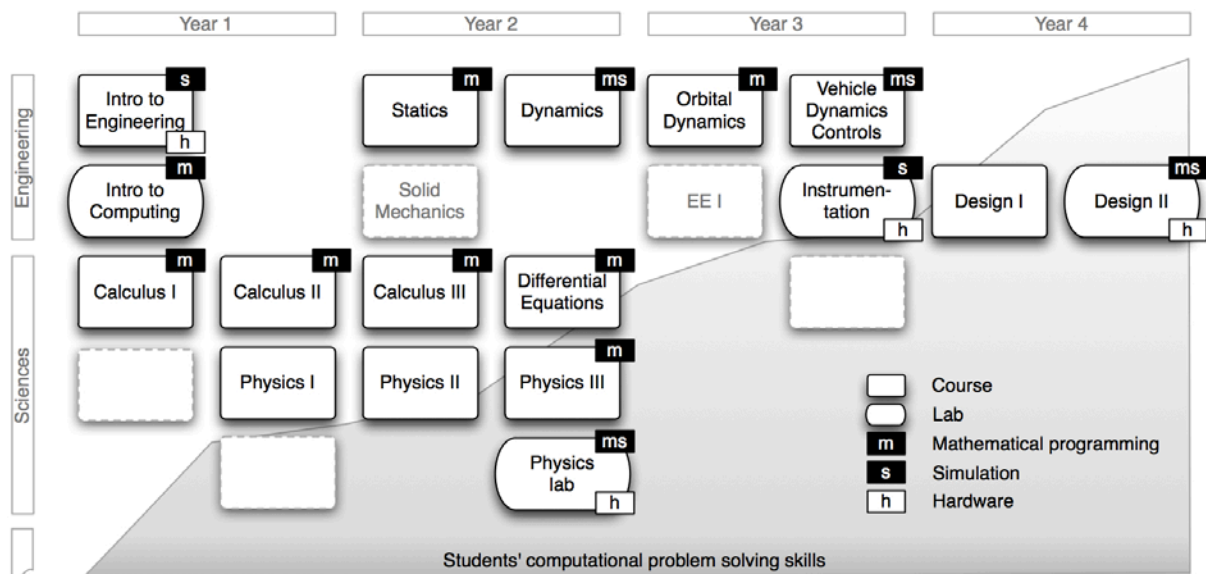 Year 1
Year 2
Year 3
Year 4
Engineering
s
Intro to
Engineering
h
m
Statics
ms
Dynamics
m
Orbital
Dynamics
ms
Vehicle
Dynamics
Controls
m
Intro to
Computing
Solid
Mechanics
EE I
s
Instrumen-
tation
h
Design I
ms
Design II
h
Sciences
m
Calculus I
m
Calculus II
m
Calculus III
m
Differential
Equations
Physics I
Physics II
m
Physics III
ms
Physics
lab
h
Course
Lab
m Mathematical programming
s Simulation
h Hardware
Students' computational problem solving skills